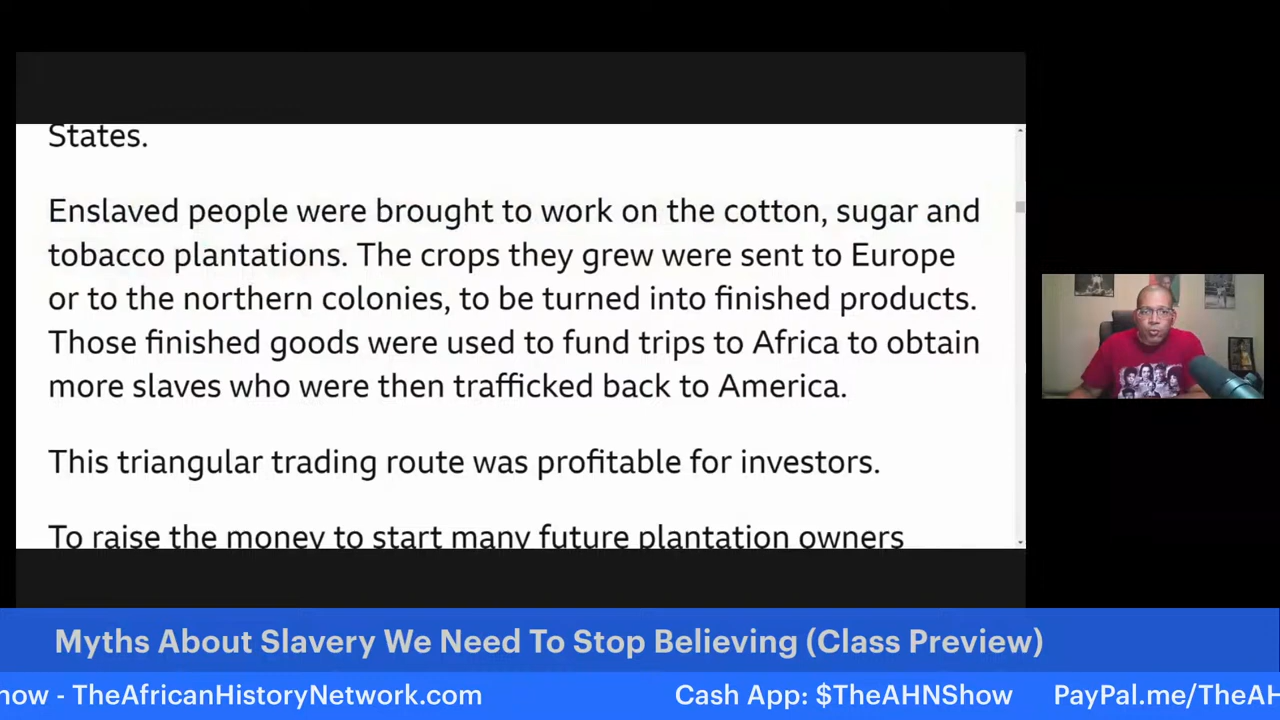 States.
Enslaved people were brought to work on the cotton, sugar and
tobacco plantations. The crops they grew were sent to Europe
or to the northern colonies, to be turned into finished products.
Those finished goods were used to fund trips to Africa to obtain
more slaves who were then trafficked back to America.
This triangular trading route was profitable for investors.
To raise the money to start many future plantation owners
Myths About Slavery We Need To Stop Believing (Class Preview)
how - TheAfricanHistoryNetwork.com Cash App: $TheAHNShow PayPal.me/TheAH